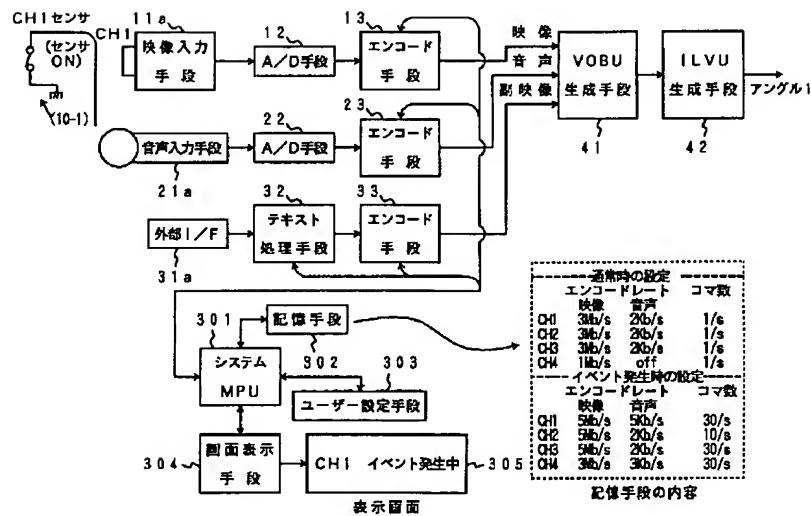 CH1センサ
(センサ
ON)
(10-1)
11a
CH1
映像入力
手段
12
A/D手段
13
エンコード
手段
映像
音声
副映像
VOBU
生成手段
41
ILVU
生成手段
42
アングル1
音声入力手段
21a
22
A/D手段
23
エンコード
手段
外部I/F
31a
32
テキスト
処理手段
33
エンコード
手段
301
システム
MPU
記憶手段
302
303
ユーザー設定手段
304
画面表示
手段
CH1 イベント発生中
305
表示画面
通常時の設定
エンコードレート コマ数
映像 音声
CH1 3Mb/s 2Kb/s 1/s
CH2 3Mb/s 2Kb/s 1/s
CH3 3Mb/s 2Kb/s 1/s
CH4 1Mb/s off 1/s
イベント発生時の設定
エンコードレート コマ数
映像 音声
CH1 5Mb/s 5Kb/s 30/s
CH2 5Mb/s 2Kb/s 10/s
CH3 5Mb/s 2Kb/s 30/s
CH4 3Mb/s 3Kb/s 30/s
記憶手段の内容